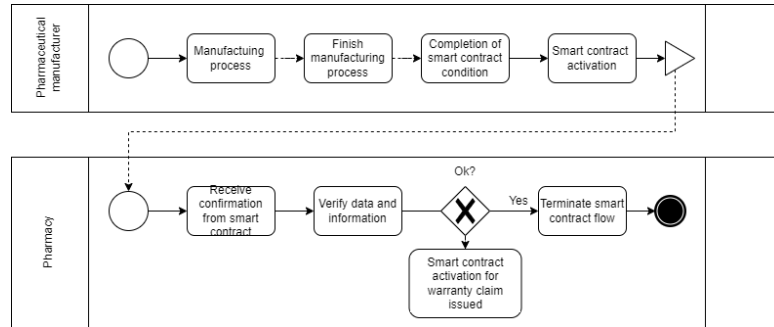 Pharmaceutical
manufacturer
Manufactuing
process
Finish
manufacturing
process
Completion of
smart contract
condition
Smart contract
activation
Pharmacy
Receive
confirmation
from smart
contract
Verify data and
information
Ok?
Yes
Terminate smart
contract flow
Smart contract
activation for
warranty claim
issued